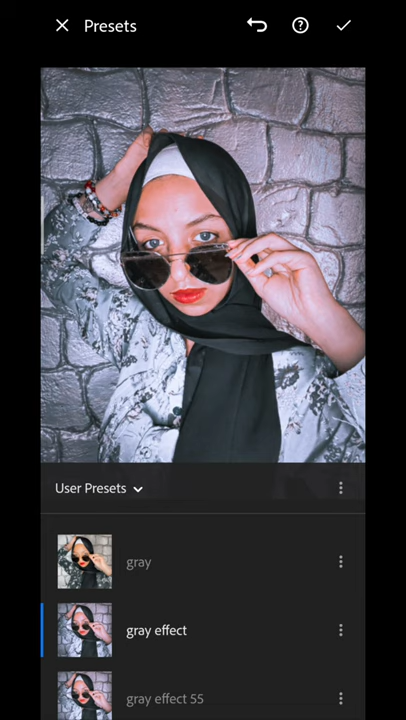 Presets
User Presets
gray
gray effect
gray effect 55